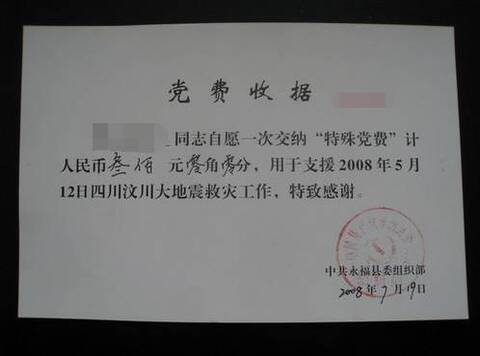 党费收据
同志自愿一次交纳“特殊党费”计
人民币叁佰元零角零分，用于支援2008年5月
12日四川汶川大地震救灾工作，特致感谢。
中共永福县委组织部
2008年7月19日